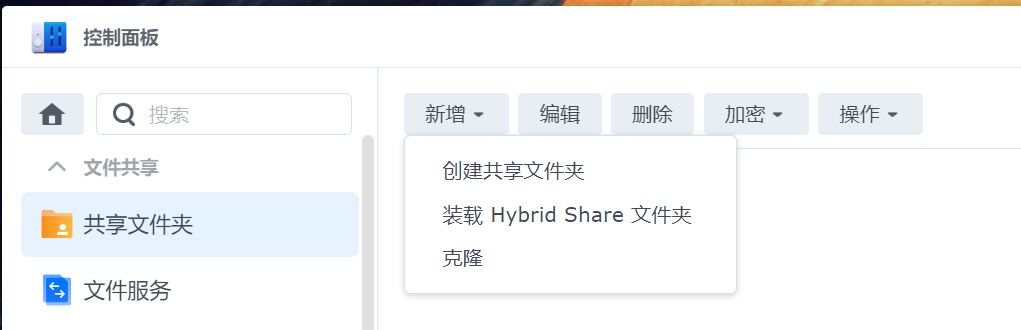 控制面板
搜索
文件共享
共享文件夹
文件服务
新增 编辑 删除 加密 操作
创建共享文件夹
装载 Hybrid Share 文件夹
克隆